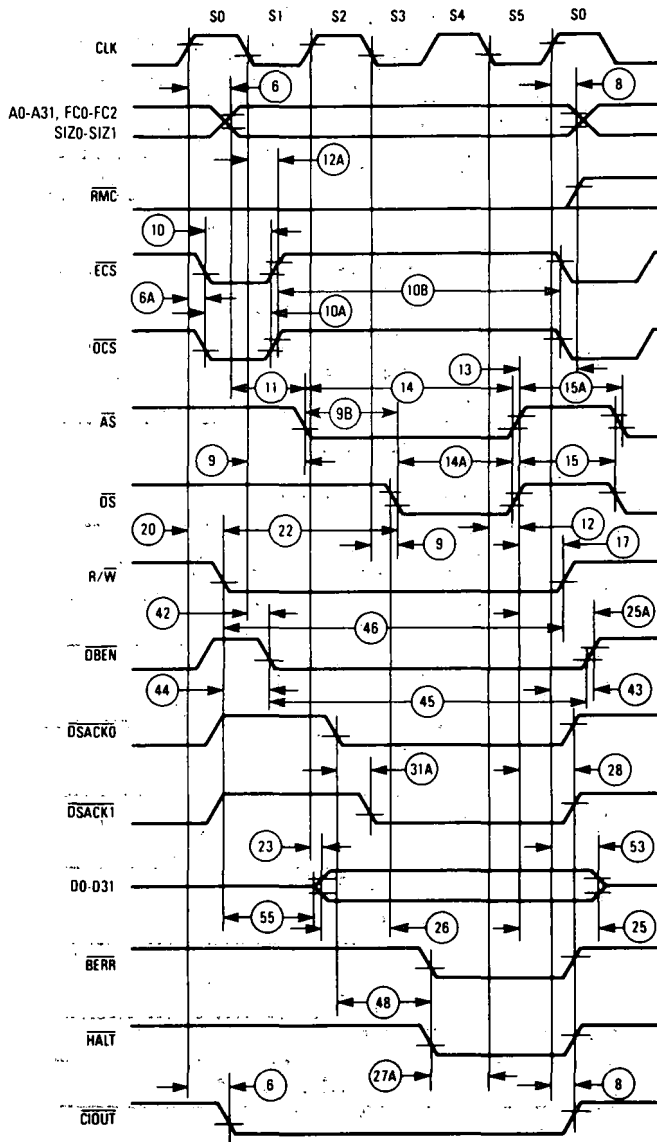 S0 S1 S2 S3 S4 S5 S0
CLK
6 8
A0-A31, FC0-FC2
SIZ0-SIZ1
12A
RMC
10
ECS
6A 10A 10B
OCS
13
11 14 15A
AS
9B
9 14A 15
DS
20 22 9 12 17
R/W
42 46 25A
DBEN
44 45 43
DSACK0
31A 28
DSACK1
23 53
D0-D31
55 26 25
BERR
48
HALT
27A
6 8
CIOUT